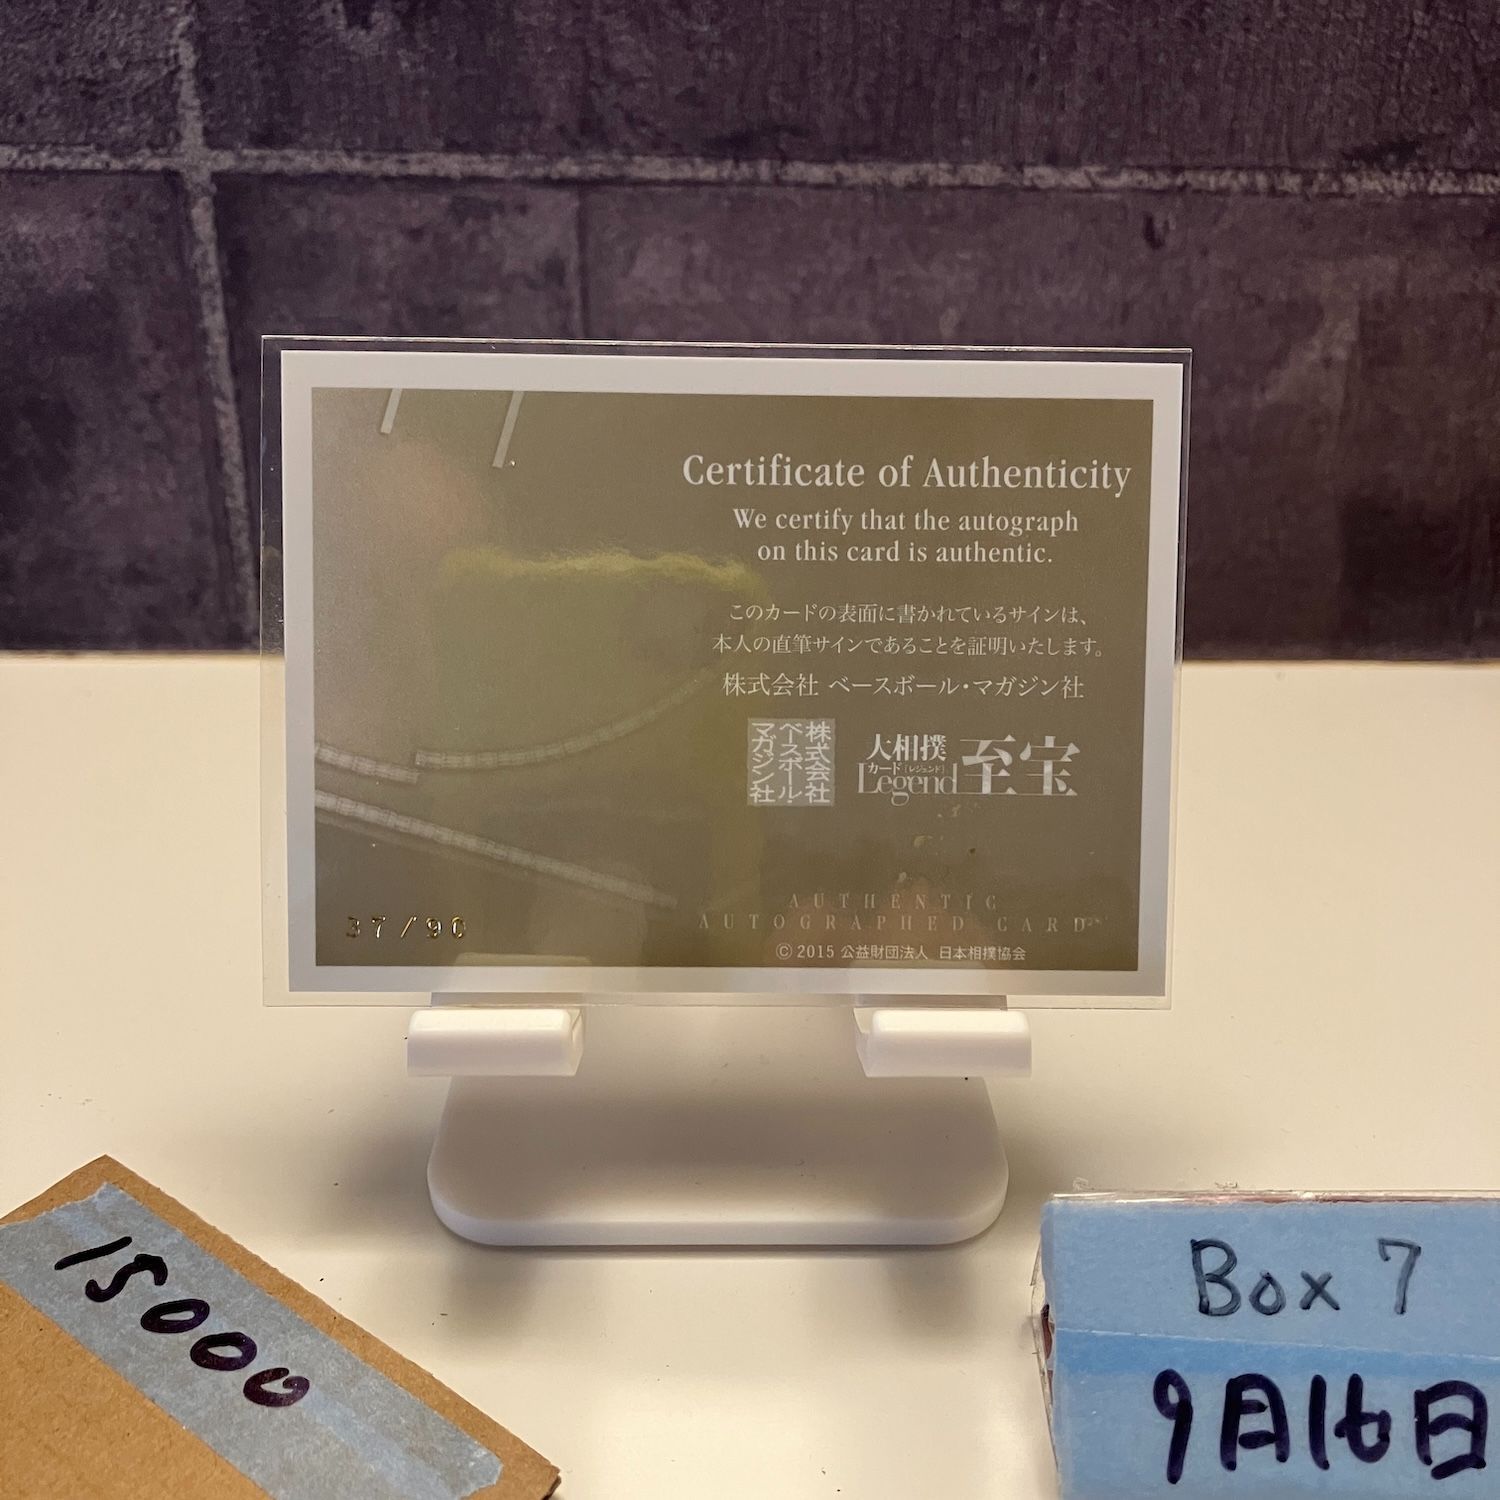 Certificate of Authenticity
We certify that the autograph
on this card is authentic.
このカードの表面に書かれているサインは、
本人の直筆サインであることを証明いたします。
株式会社 ベースボール・マガジン社
株式会社
ベースボール・
マガジン社
大相撲
カード[レジェンド]
Legend
至宝
AUTHENTIC
AUTOGRAPHED CARD
37/90
© 2015 公益財団法人 日本相撲協会
15000
Box 7
9月16日